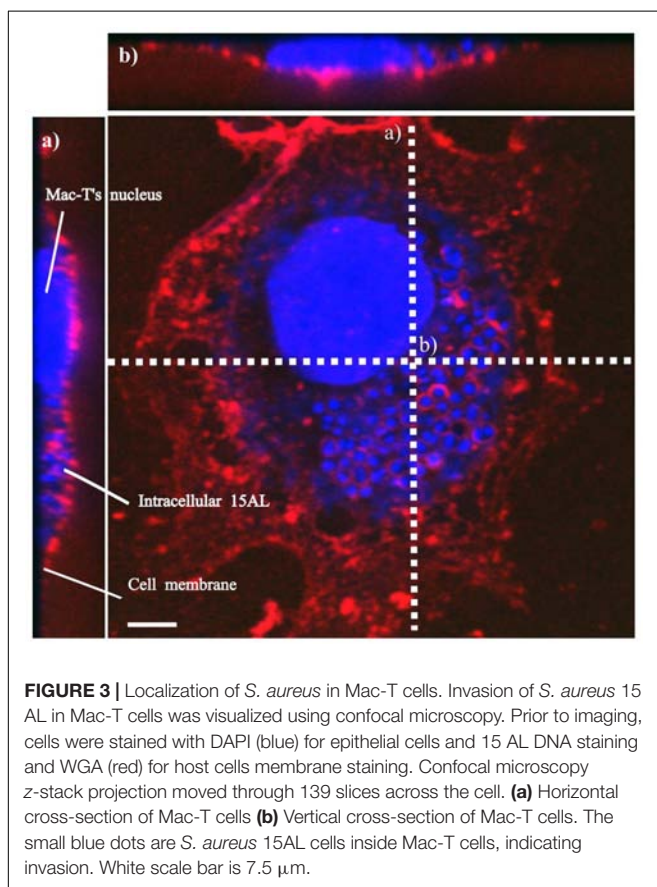 b)
a)
a)
Mac-T's nucleus
b)
Intracellular 15AL
Cell membrane
FIGURE 3 | Localization of S. aureus in Mac-T cells. Invasion of S. aureus 15
AL in Mac-T cells was visualized using confocal microscopy. Prior to imaging,
cells were stained with DAPI (blue) for epithelial cells and 15 AL DNA staining
and WGA (red) for host cells membrane staining. Confocal microscopy
z-stack projection moved through 139 slices across the cell. (a) Horizontal
cross-section of Mac-T cells (b) Vertical cross-section of Mac-T cells. The
small blue dots are S. aureus 15AL cells inside Mac-T cells, indicating
invasion. White scale bar is 7.5 μm.